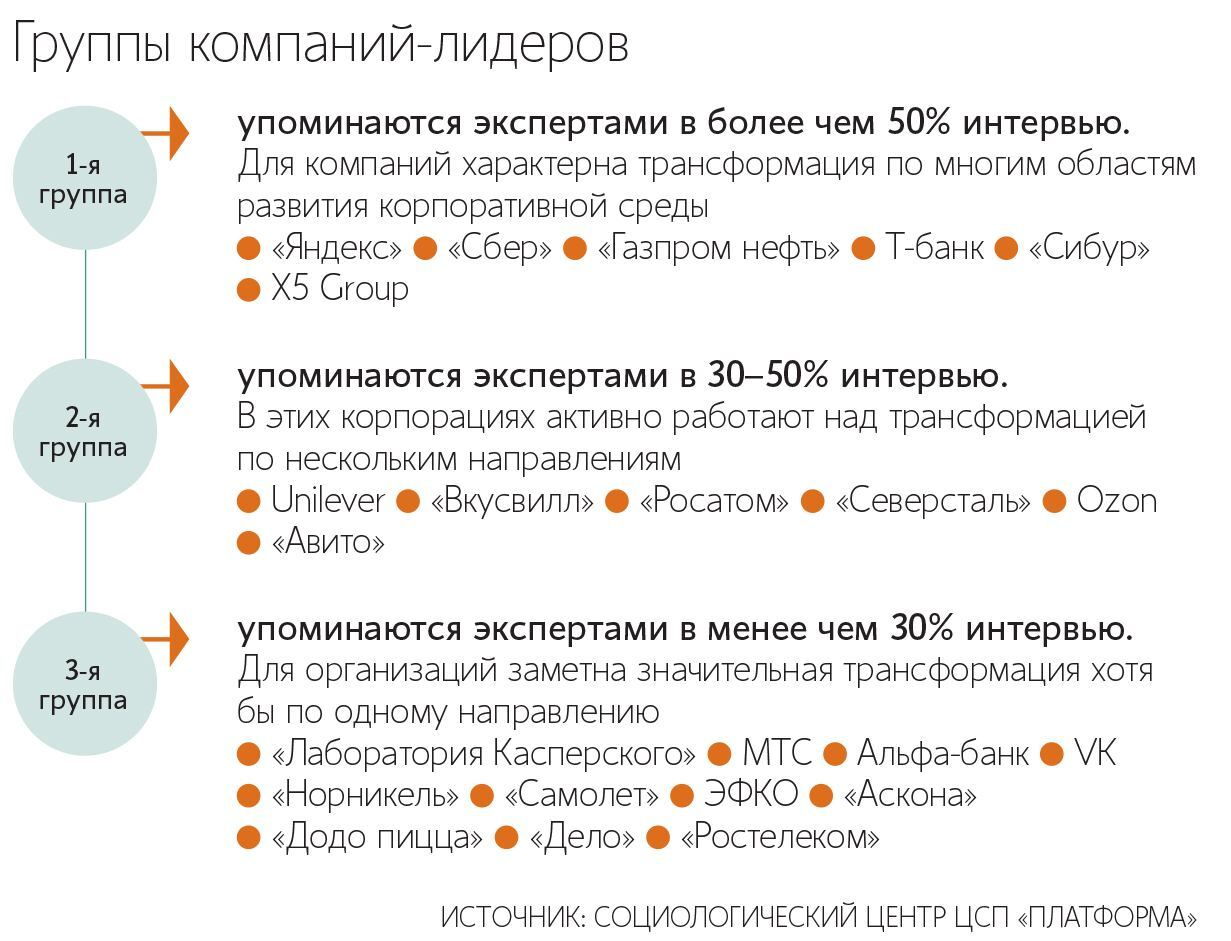 Группы компаний-лидеров
1-я
группа
упоминаются экспертами в более чем 50% интервью.
Для компаний характерна трансформация по многим областям
развития корпоративной среды
● «Яндекс» ● «Сбер» ● «Газпром нефть» ● Т-банк ● «Сибур»
● X5 Group
2-я
группа
упоминаются экспертами в 30–50% интервью.
В этих корпорациях активно работают над трансформацией
по нескольким направлениям
● Unilever ● «Вкусвилл» ● «Росатом» ● «Северсталь» ● Ozon
● «Авито»
3-я
группа
упоминаются экспертами в менее чем 30% интервью.
Для организаций заметна значительная трансформация хотя
бы по одному направлению
● «Лаборатория Касперского» ● МТС ● Альфа-банк ● VK
● «Норникель» ● «Самолет» ● ЭФКО ● «Аскона»
● «Додо пицца» ● «Дело» ● «Ростелеком»
ИСТОЧНИК: СОЦИОЛОГИЧЕСКИЙ ЦЕНТР ЦСП «ПЛАТФОРМА»